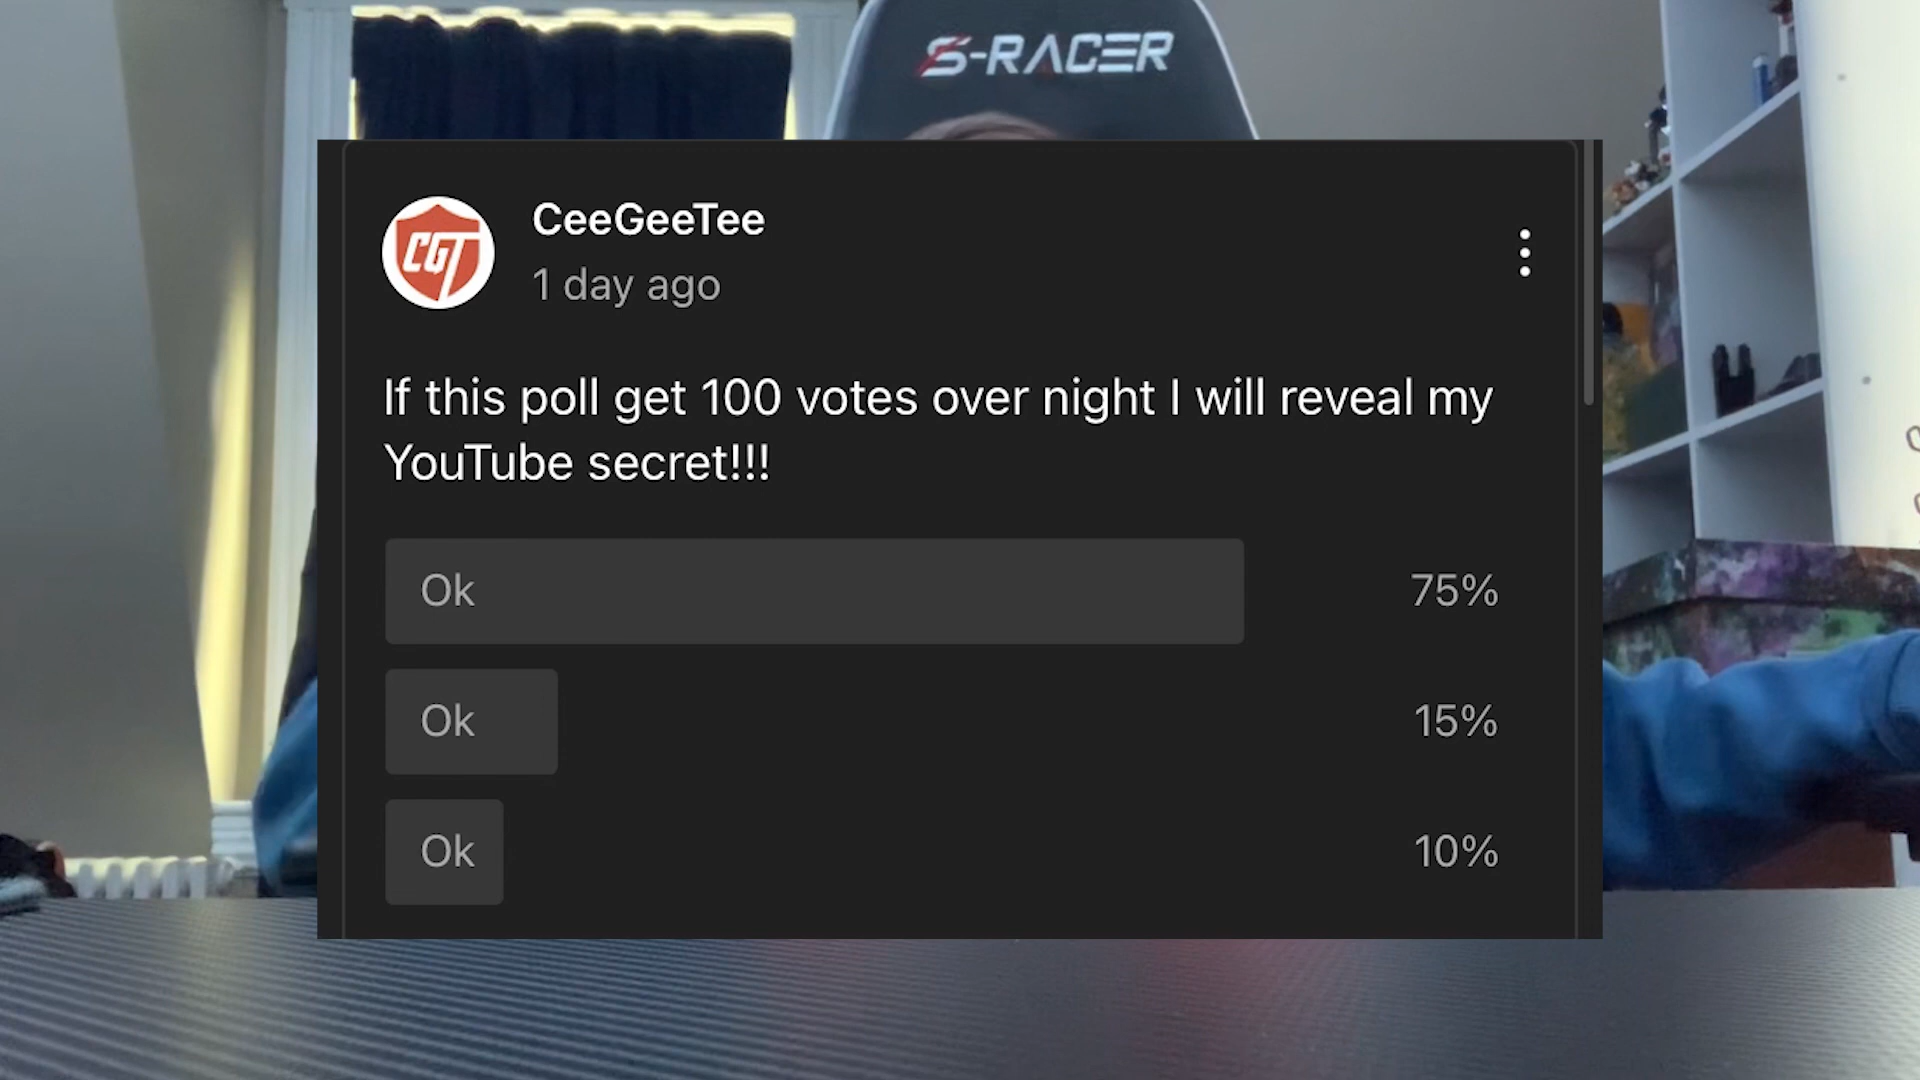 S-RACER
CGT
CeeGeeTee
1 day ago
If this poll get 100 votes over night I will reveal my
YouTube secret!!!
Ok
75%
Ok
15%
Ok
10%